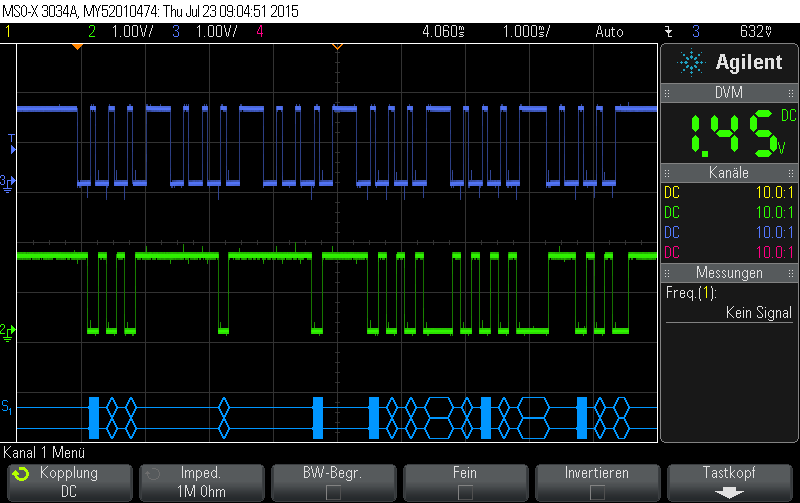 MSO-X 3034A, MY52010474: Thu Jul 23 09:04:51 2015
1 2 1.00V/ 3 1.00V/ 4 4.060s 1.000s/ Auto 3 632V
Agilent
DVM
DC
1.45 V
Kanäle
DC 10.0:1
DC 10.0:1
DC 10.0:1
DC 10.0:1
Messungen
Freq.(1):
Kein Signal
T
3
2
S1
Kanal 1 Menü
Kopplung Imped. BW-Begr. Fein Invertieren Tastkopf
DC 1M Ohm